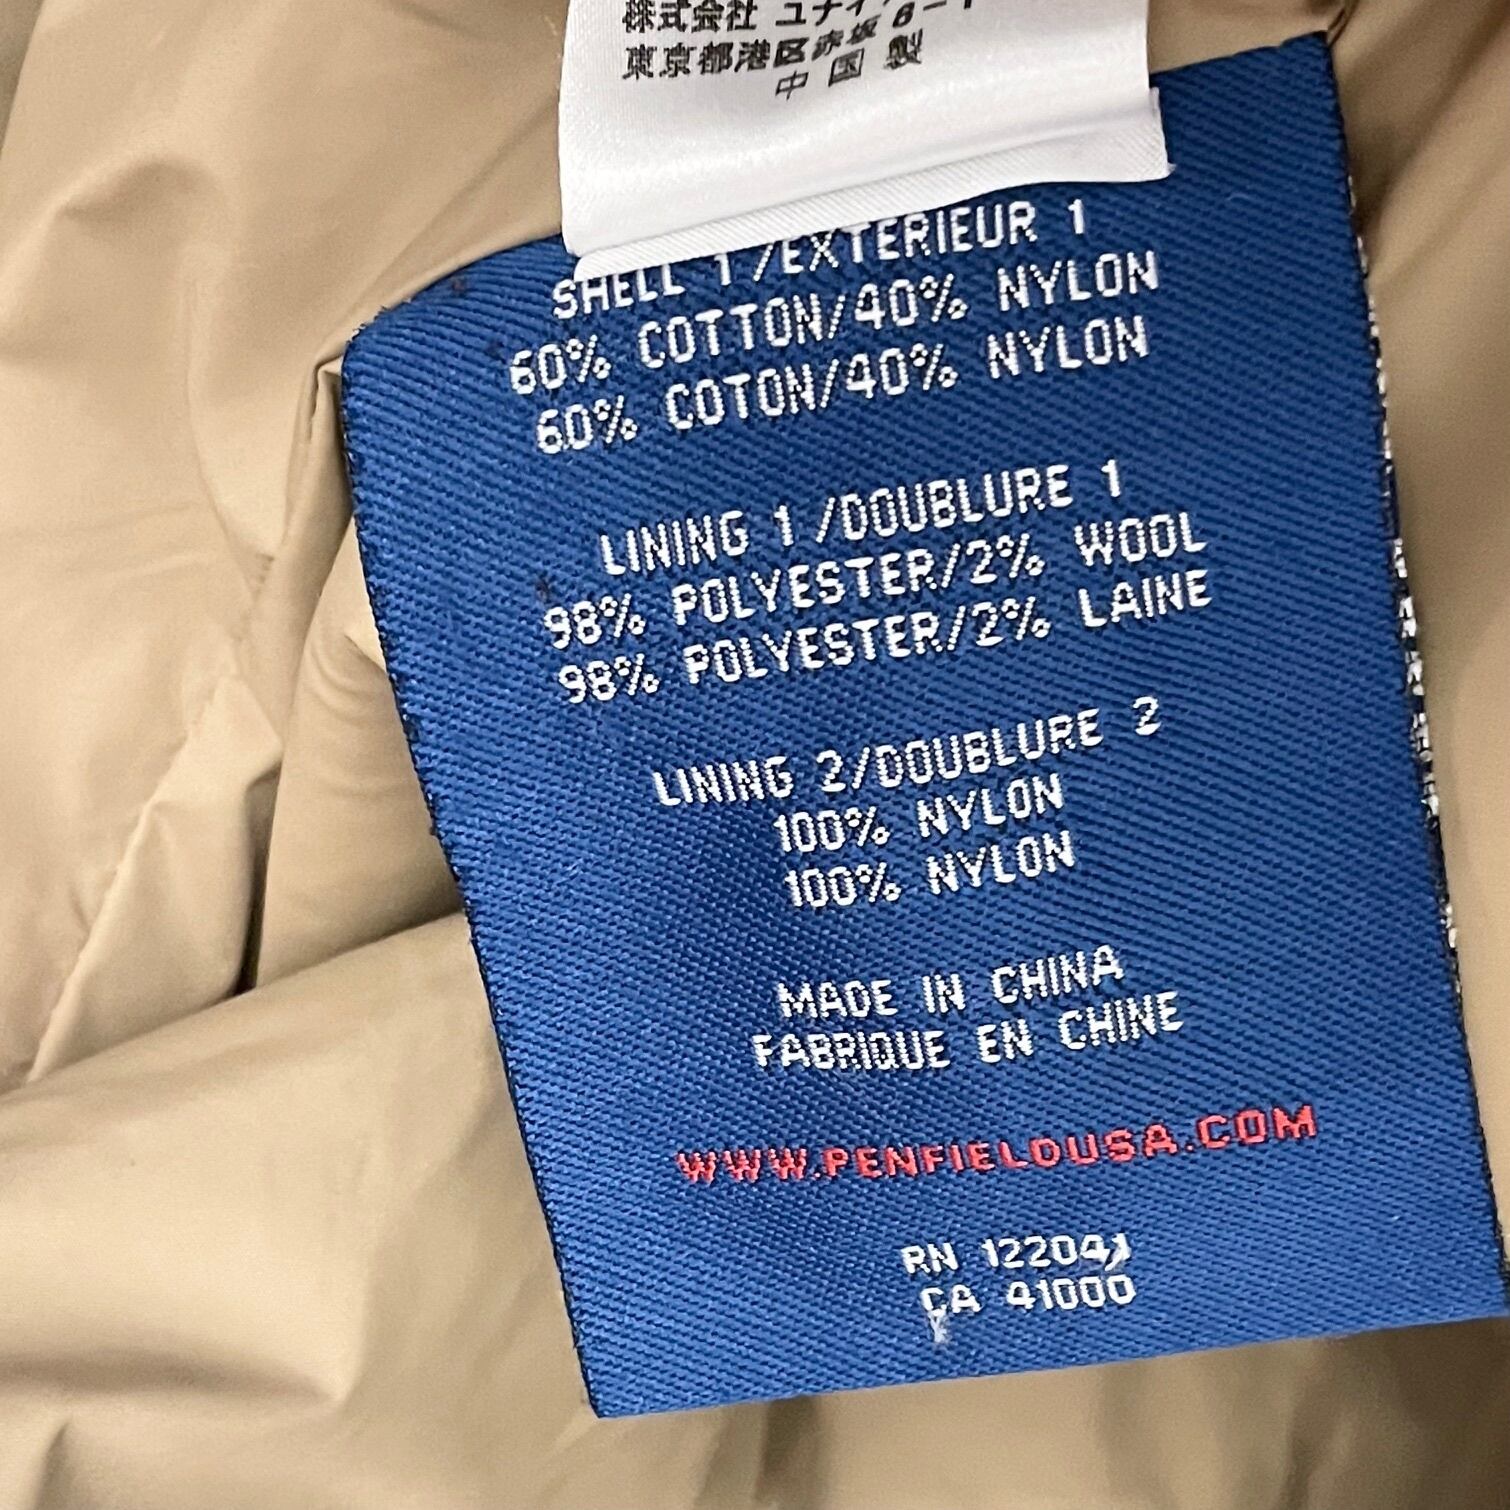 株式会社 ユナイ
東京都港区赤坂 8-1
中国製
SHELL 1/EXTERIEUR 1
60% COTTON/40% NYLON
60% COTON/40% NYLON
LINING 1/DOUBLURE 1
98% POLYESTER/2% WOOL
98% POLYESTER/2% LAINE
LINING 2/DOUBLURE 2
100% NYLON
100% NYLON
MADE IN CHINA
FABRIQUE EN CHINE
WWW.PENFIELDUSA.COM
RN 122041
CA 41000